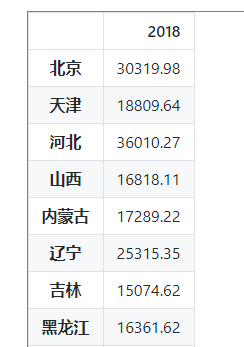 2018
北京 30319.98
天津 18809.64
河北 36010.27
山西 16818.11
内蒙古 17289.22
辽宁 25315.35
吉林 15074.62
黑龙江 16361.62